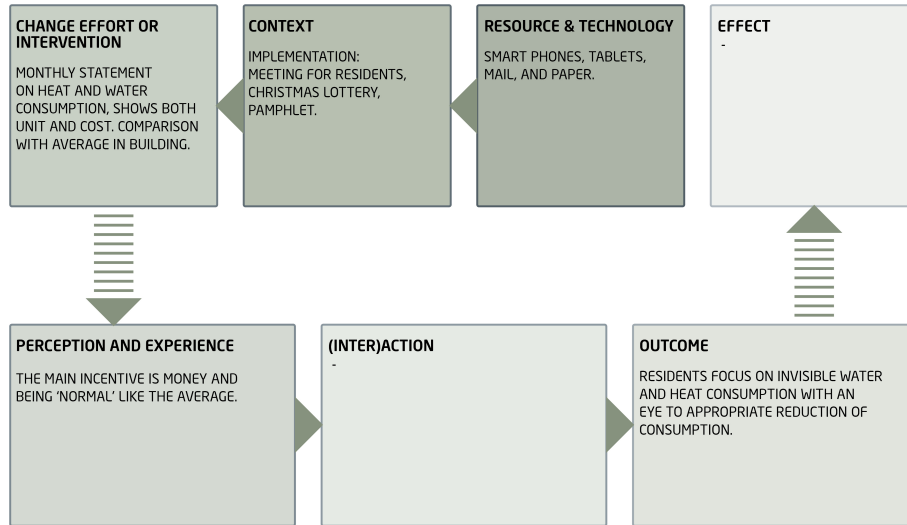 CHANGE EFFORT OR
INTERVENTION
MONTHLY STATEMENT
ON HEAT AND WATER
CONSUMPTION, SHOWS BOTH
UNIT AND COST. COMPARISON
WITH AVERAGE IN BUILDING.
CONTEXT
IMPLEMENTATION:
MEETING FOR RESIDENTS,
CHRISTMAS LOTTERY,
PAMPHLET.
RESOURCE & TECHNOLOGY
SMART PHONES, TABLETS,
MAIL, AND PAPER.
EFFECT
-
PERCEPTION AND EXPERIENCE
THE MAIN INCENTIVE IS MONEY AND
BEING ‘NORMAL’ LIKE THE AVERAGE.
(INTER)ACTION
-
OUTCOME
RESIDENTS FOCUS ON INVISIBLE WATER
AND HEAT CONSUMPTION WITH AN
EYE TO APPROPRIATE REDUCTION OF
CONSUMPTION.